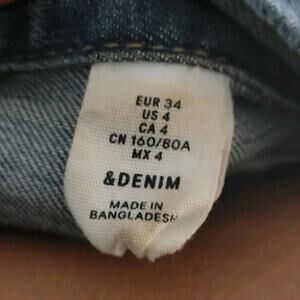 EUR 34
US 4
CA 4
CN 160/80A
MX 4
&DENIM
MADE IN
BANGLADESH